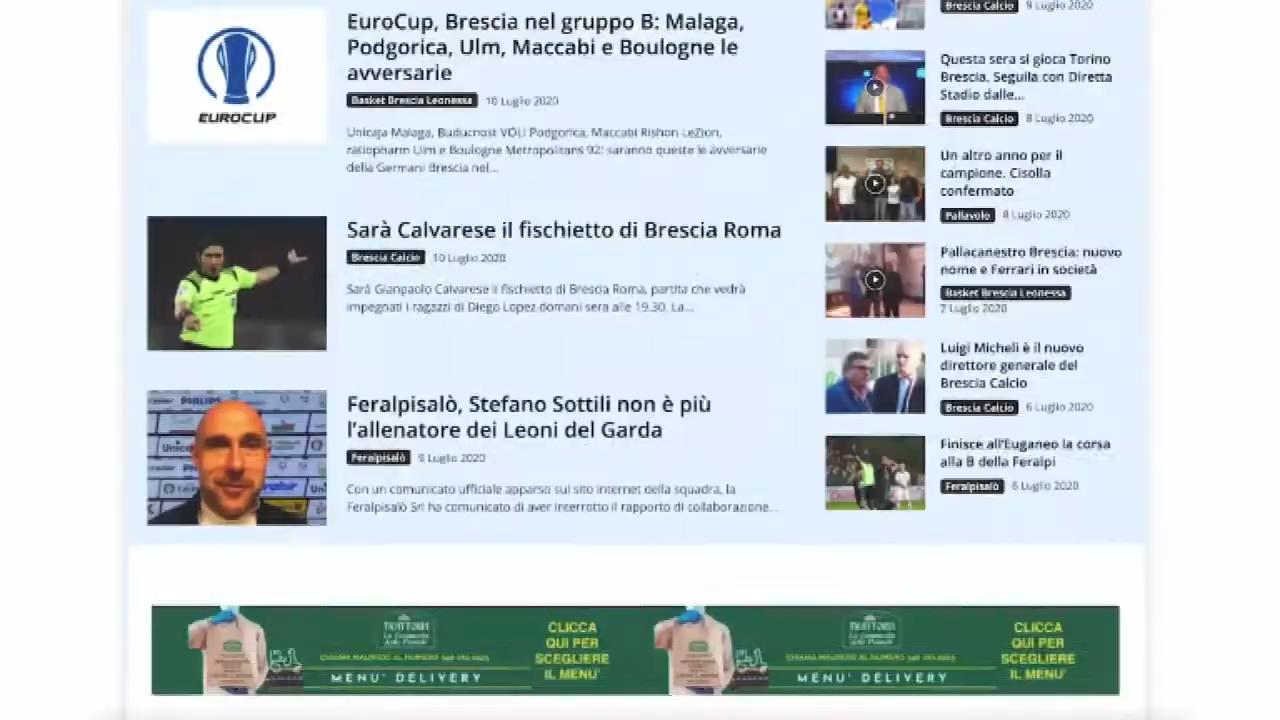 EUROCUP
EuroCup, Brescia nel gruppo B: Malaga,
Podgorica, Ulm, Maccabi e Boulogne le
avversarie
Basket Brescia Leonessa 10 Luglio 2020
Unicaja Malaga, Buducnost VOLI Podgorica, Maccabi Rishon LeZion,
ratiopharm Ulm e Boulogne Metropolitans 92: saranno queste le avversarie
della Germani Brescia nel...
Sarà Calvarese il fischietto di Brescia Roma
Brescia Calcio 10 Luglio 2020
Sarà Gianpaolo Calvarese il fischietto di Brescia Roma, partita che vedrà
impegnati i ragazzi di Diego Lopez domani sera alle 19.30. La...
PHILIPS
Feralpisalò, Stefano Sottili non è più
l'allenatore dei Leoni del Garda
Feralpisalò 9 Luglio 2020
Con un comunicato ufficiale apparso sul sito internet della squadra, la
Feralpisalò Srl ha comunicato di aver interrotto il rapporto di collaborazione...
Brescia Calcio 9 Luglio 2020
Questa sera si gioca Torino
Brescia. Seguila con Diretta
Stadio dalle...
Brescia Calcio 8 Luglio 2020
Un altro anno per il
campione. Cisolla
confermato
Pallavolo 8 Luglio 2020
Pallacanestro Brescia: nuovo
nome e Ferrari in società
Basket Brescia Leonessa
7 Luglio 2020
Luigi Micheli è il nuovo
direttore generale del
Brescia Calcio
Brescia Calcio 6 Luglio 2020
Finisce all'Euganeo la corsa
alla B della Feralpi
Feralpisalò 6 Luglio 2020
CHIAMA MAURIZIO AL NUMERO
MENU' DELIVERY
CLICCA
QUI PER
SCEGLIERE
IL MENU'
CHIAMA MAURIZIO AL NUMERO
MENU' DELIVERY
CLICCA
QUI PER
SCEGLIERE
IL MENU'